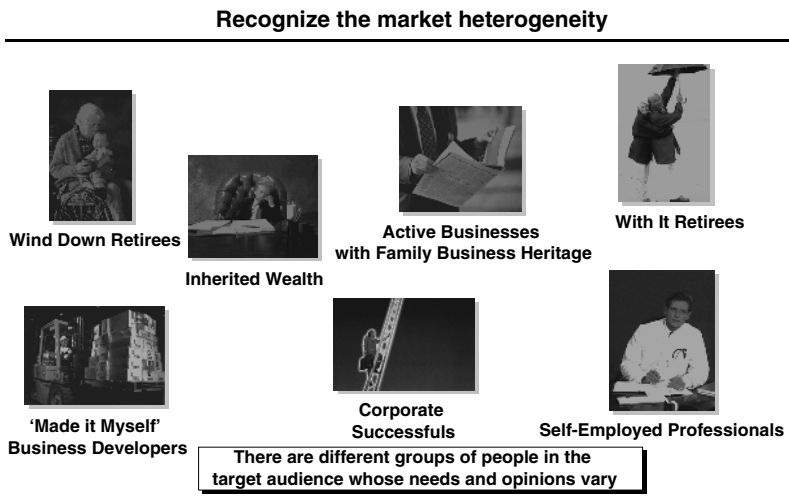 Recognize the market heterogeneity
Wind Down Retirees
Inherited Wealth
Active Businesses
with Family Business Heritage
With It Retirees
‘Made it Myself’
Business Developers
Corporate
Successfuls
Self-Employed Professionals
There are different groups of people in the
target audience whose needs and opinions vary